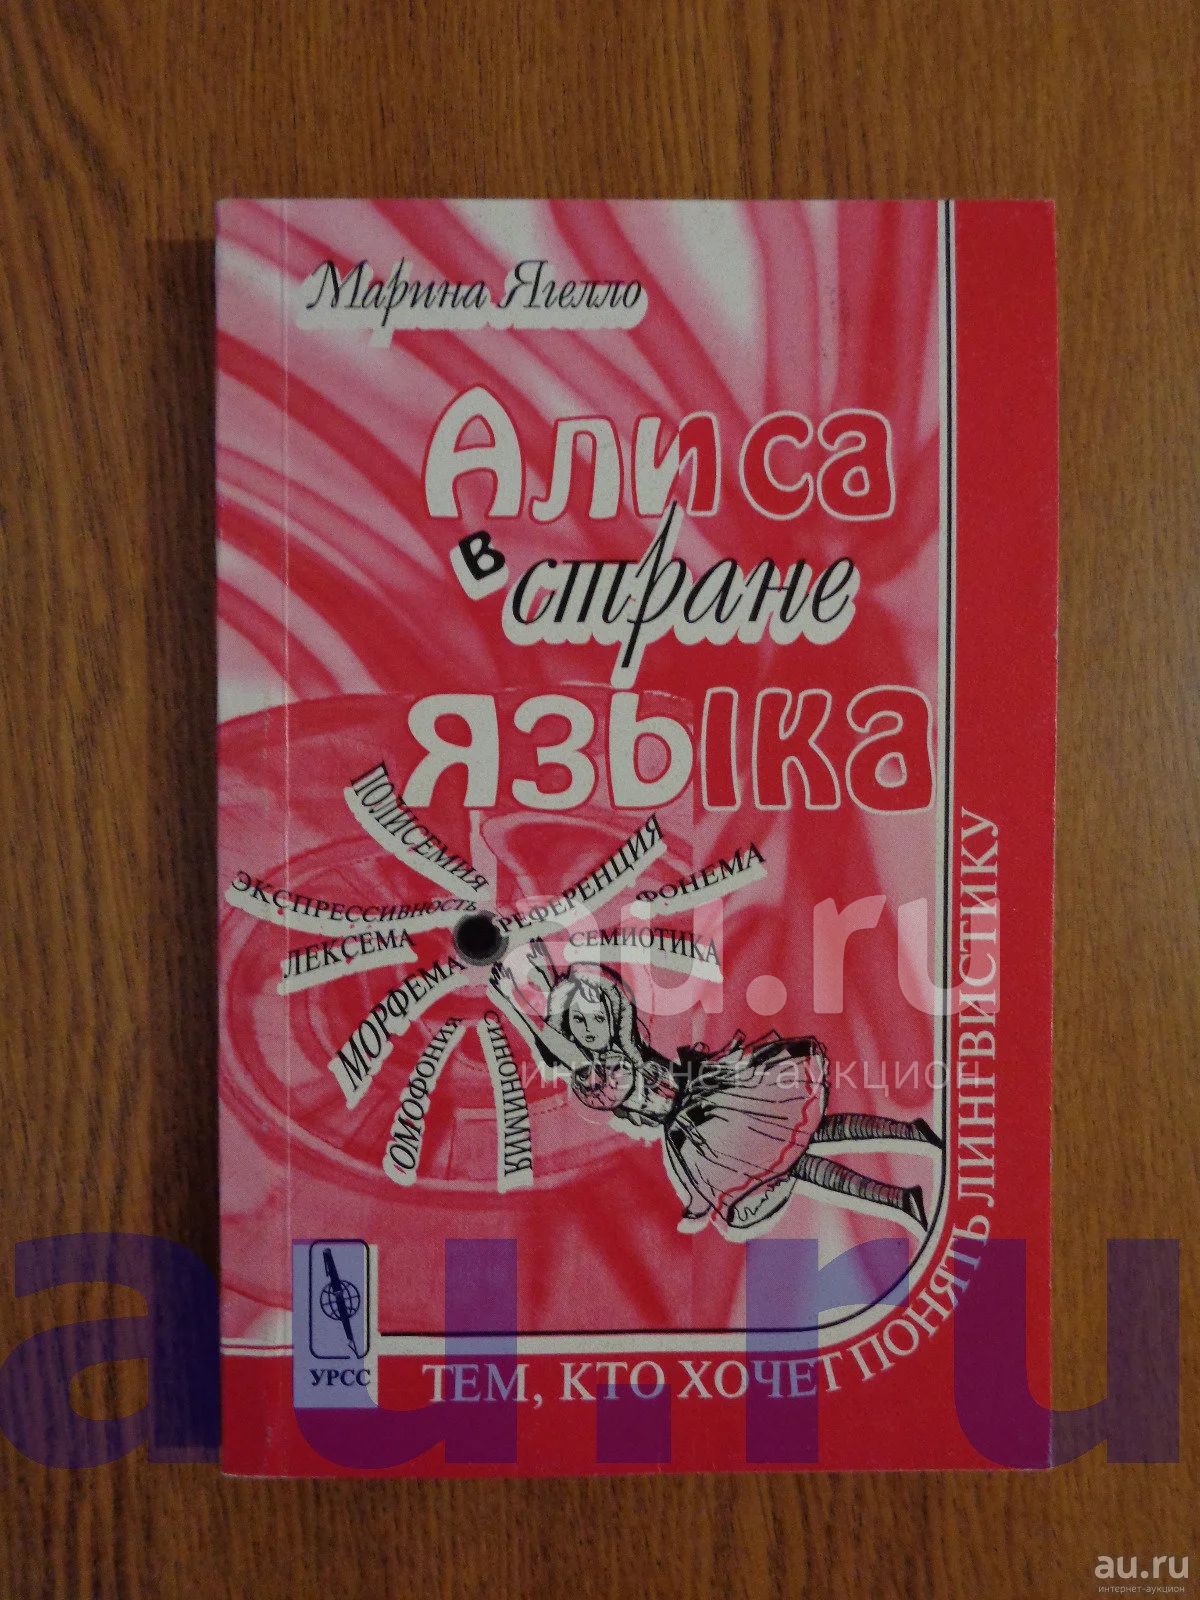 Марина Ягелло
Алиса
в стране
языка
ПОЛИСЕМИЯ
ЭКСПРЕССИВНОСТЬ
РЕФЕРЕНЦИЯ
ФОНЕМА
ЛЕКСЕМА
СЕМИОТИКА
МОРФЕМА
ОМОФОНИЯ
СИНОНИМИЯ
au.ru
интернет-аукцион
УРСС
ТЕМ, КТО ХОЧЕТ ПОНЯТЬ ЛИНГВИСТИКУ
au.ru
au.ru
интернет-аукцион